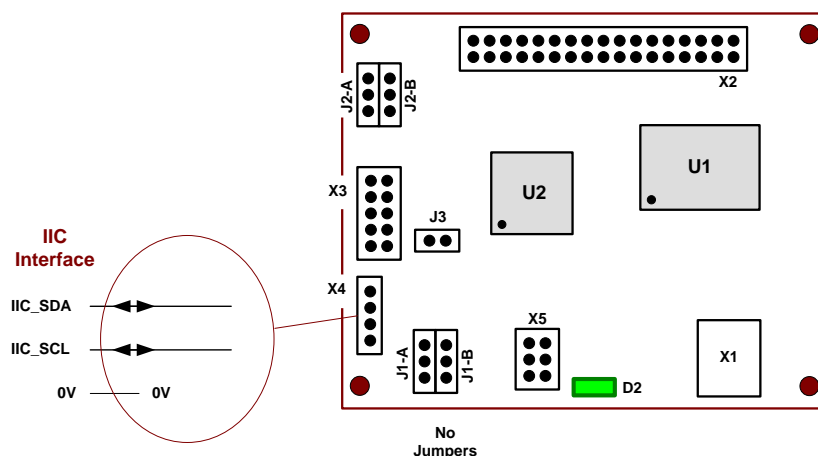 X2
J2-A
J2-B
U1
U2
X3
J3
IIC
Interface
X4
IIC_SDA
IIC_SCL
0V
0V
J1-A
J1-B
X5
X1
D2
No
Jumpers